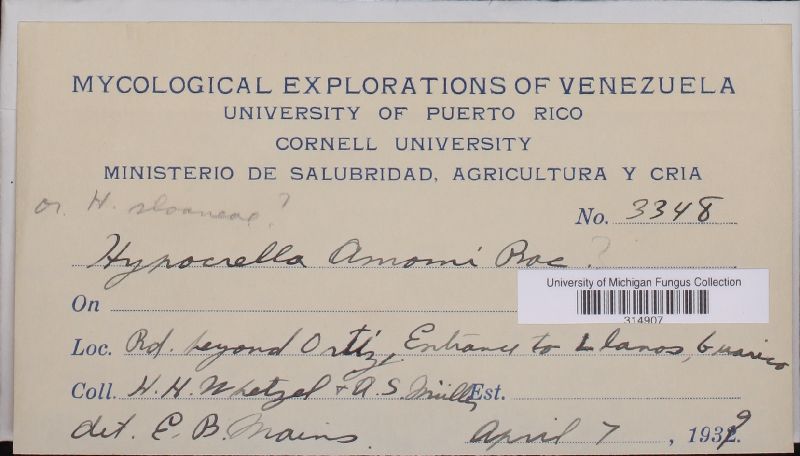 MYCOLOGICAL EXPLORATIONS OF VENEZUELA
UNIVERSITY OF PUERTO RICO
CORNELL UNIVERSITY
MINISTERIO DE SALUBRIDAD, AGRICULTURA Y CRIA
or H. sloaneae?
No. 3348
Hypocrella Amomi Rac. ?
University of Michigan Fungus Collection
314907
On
Loc. Rd. beyond Ortiz, Entrance to Llanos, Guarico
Coll. H. H. Whetzel & A. S. Müller Est.
det. E. B. Mains. April 7, 1939.